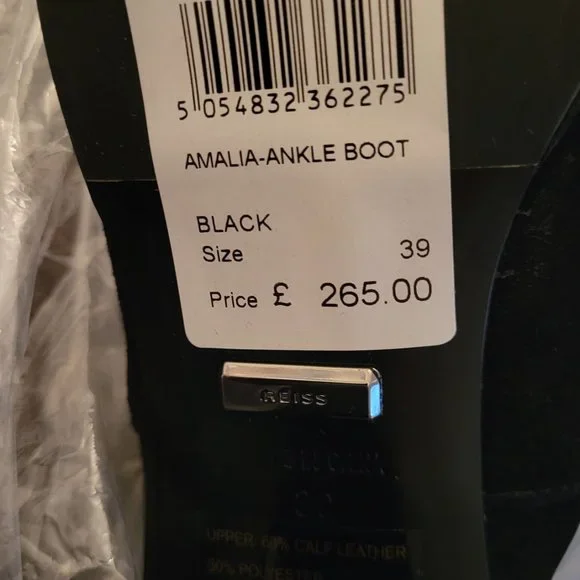 5 054832 362275
AMALIA-ANKLE BOOT
BLACK
Size 39
Price £ 265.00
REISS
UPPER: 60% CALF LEATHER